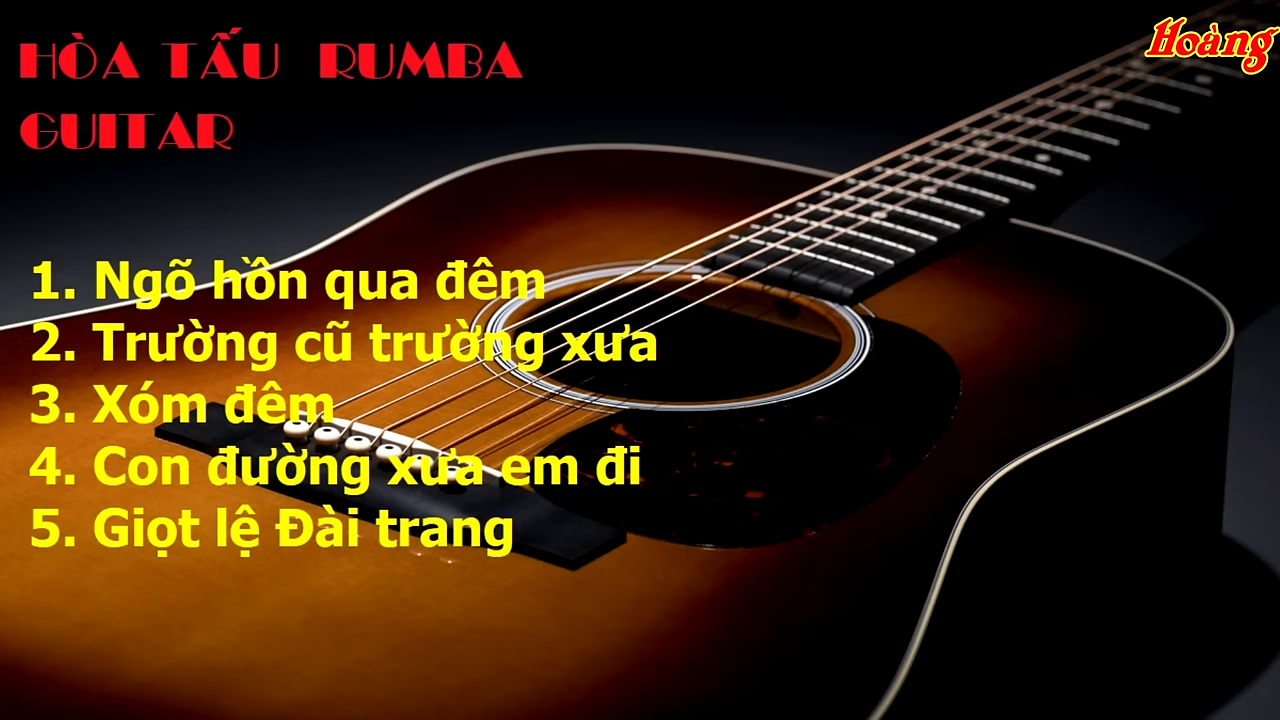 HÒA TẤU RUMBA
GUITAR
Hoàng
1. Ngõ hồn qua đêm
2. Trường cũ trường xưa
3. Xóm đêm
4. Con đường xưa em đi
5. Giọt lệ Đài trang